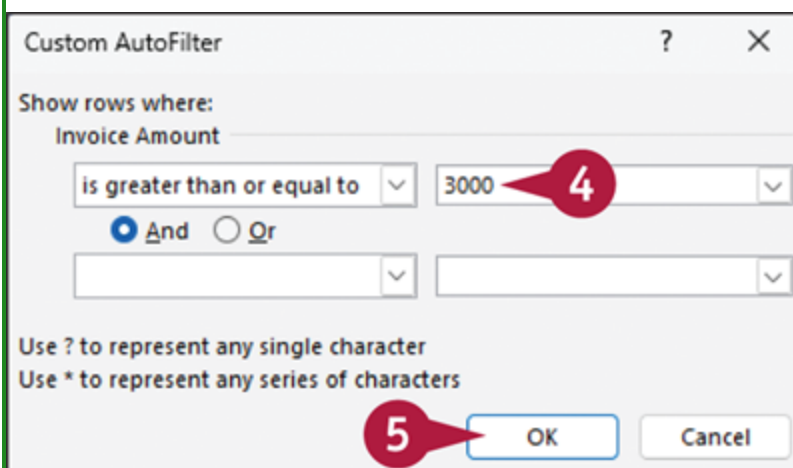 Custom AutoFilter ? ×
Show rows where:
Invoice Amount
is greater than or equal to 3000 4
And Or
Use ? to represent any single character
Use * to represent any series of characters
5 OK Cancel